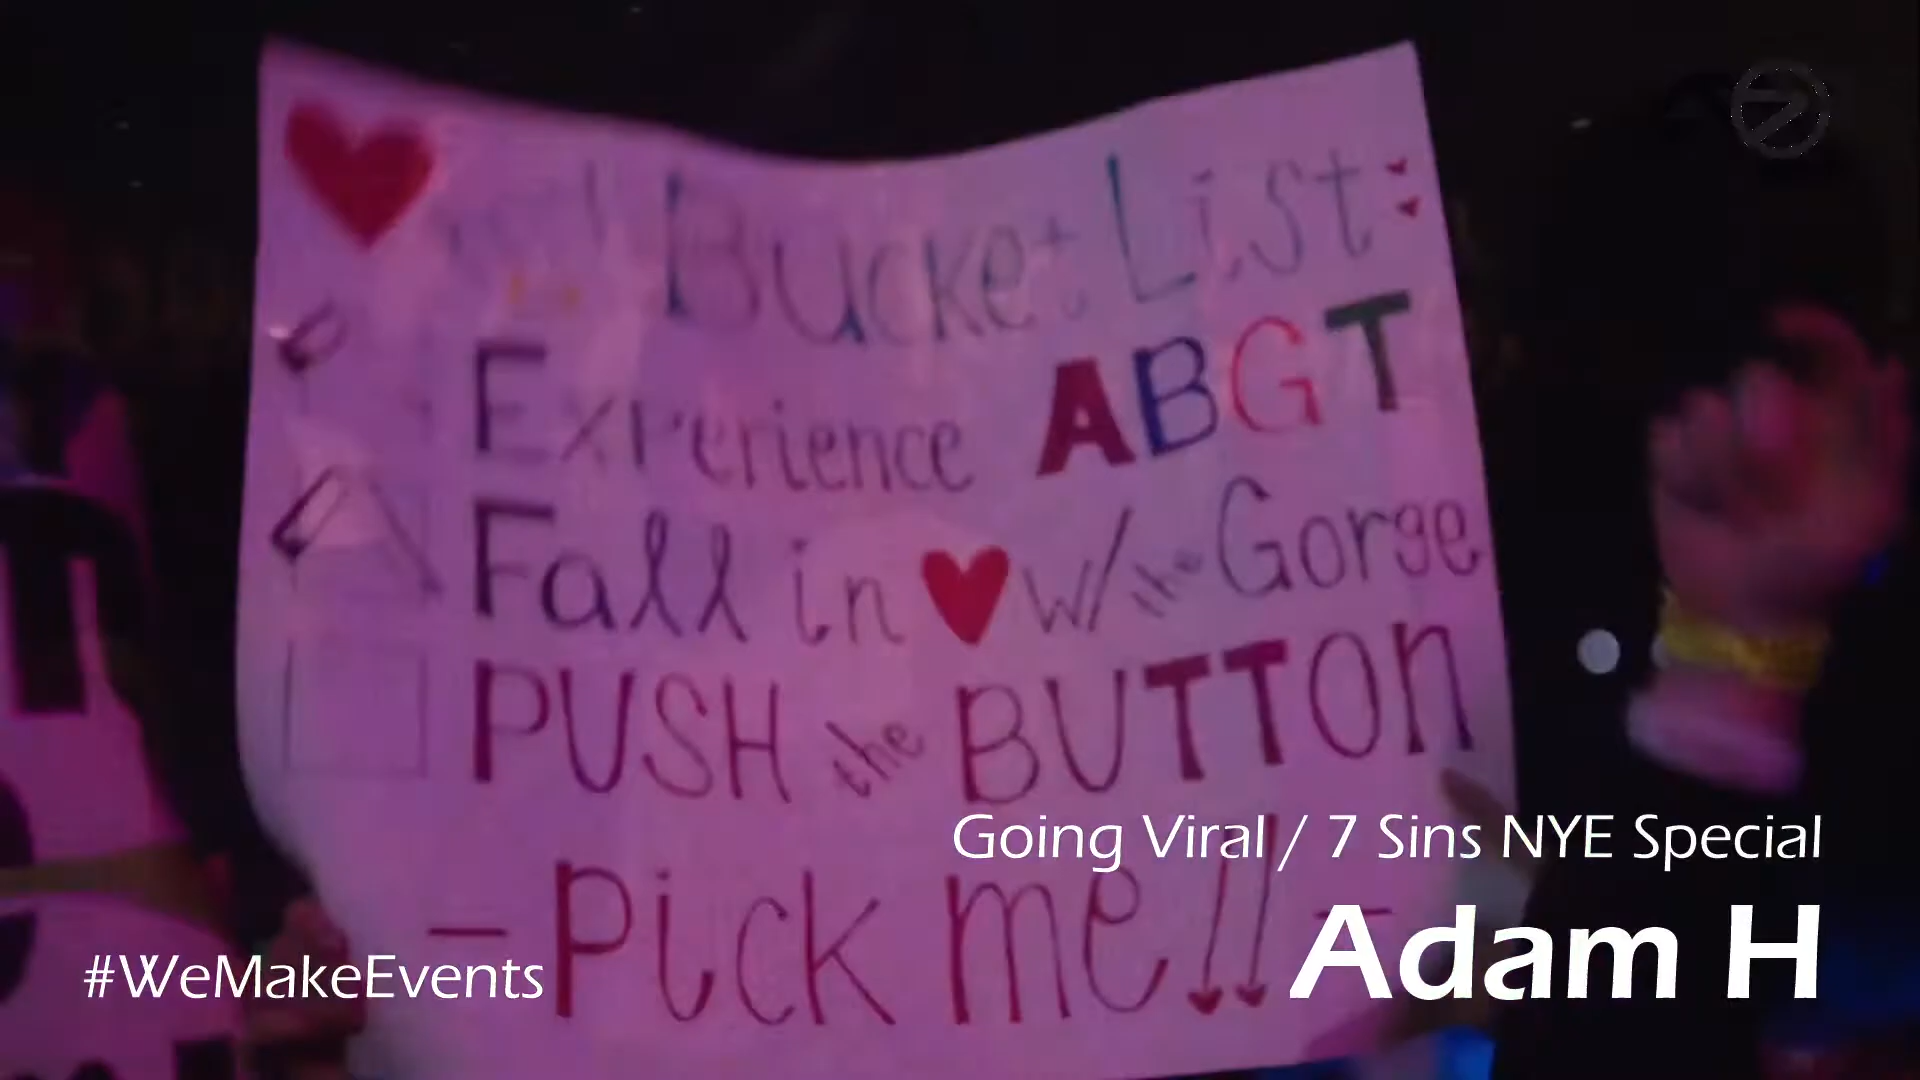 Bucket List:
Experience ABGT
Fall in w/ the Gorge
PUSH the BUTTON
Going Viral / 7 Sins NYE Special
- Pick me!! -
Adam H
#WeMakeEvents